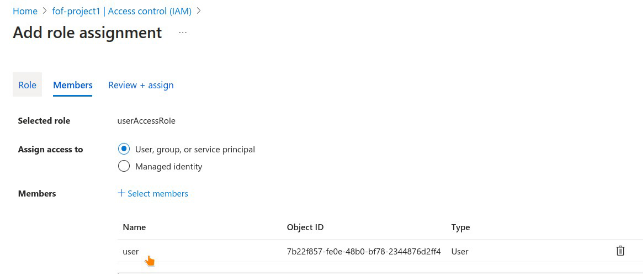 Home > fof-project1 | Access control (IAM) >
Add role assignment ...
Role Members Review + assign
Selected role userAccessRole
Assign access to User, group, or service principal
Managed identity
Members + Select members
Name Object ID Type
user 7b22f857-fe0e-48b0-bf78-2344876d2ff4 User